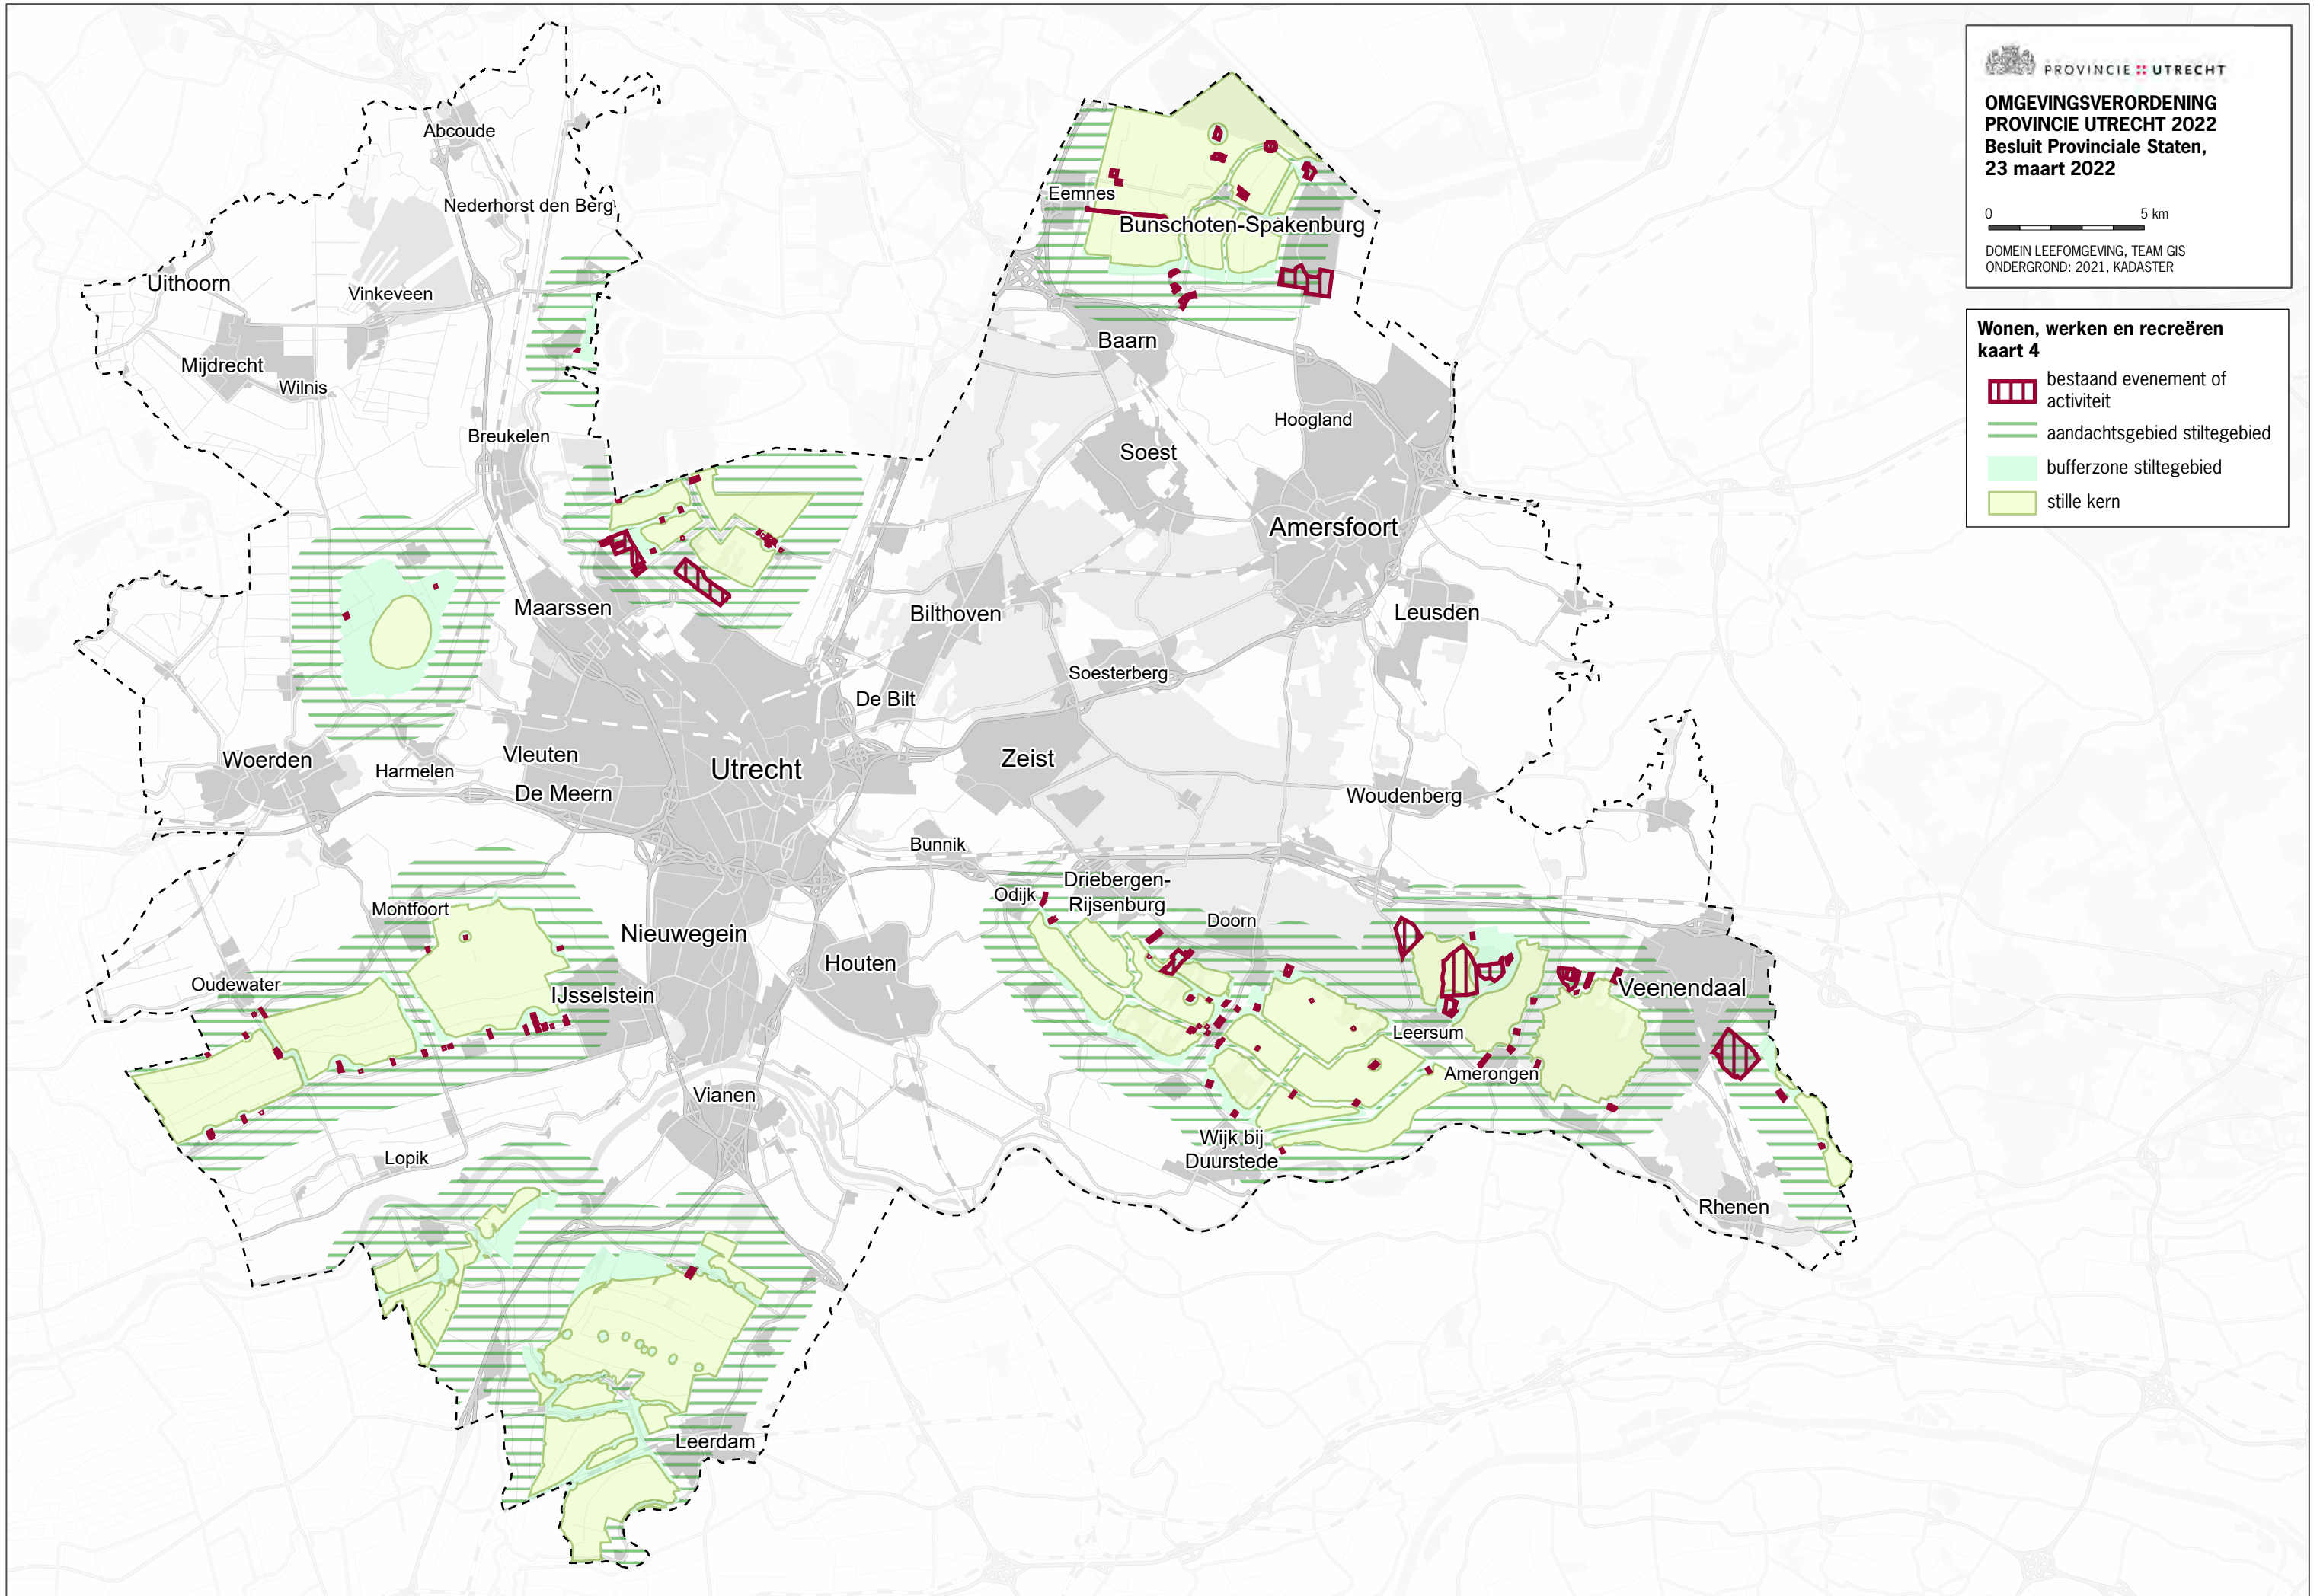 PROVINCIE UTRECHT
OMGEVINGSVERORDENING
PROVINCIE UTRECHT 2022
Besluit Provinciale Staten,
23 maart 2022
0 5 km
DOMEIN LEEFOMGEVING, TEAM GIS
ONDERGROND: 2021, KADASTER
Wonen, werken en recreëren
kaart 4
bestaand evenement of
activiteit
aandachtsgebied stiltegebied
bufferzone stiltegebied
stille kern
Abcoude
Nederhorst den Berg
Eemnes
Bunschoten-Spakenburg
Uithoorn
Vinkeveen
Baarn
Mijdrecht
Wilnis
Hoogland
Breukelen
Soest
Amersfoort
Maarssen
Bilthoven
Leusden
Soesterberg
De Bilt
Vleuten
Woerden
Harmelen
Utrecht
Zeist
De Meern
Woudenberg
Bunnik
Driebergen-
Rijsenburg
Odijk
Montfoort
Doorn
Nieuwegein
Houten
Oudewater
IJsselstein
Veenendaal
Leersum
Amerongen
Vianen
Wijk bij
Duurstede
Lopik
Rhenen
Leerdam